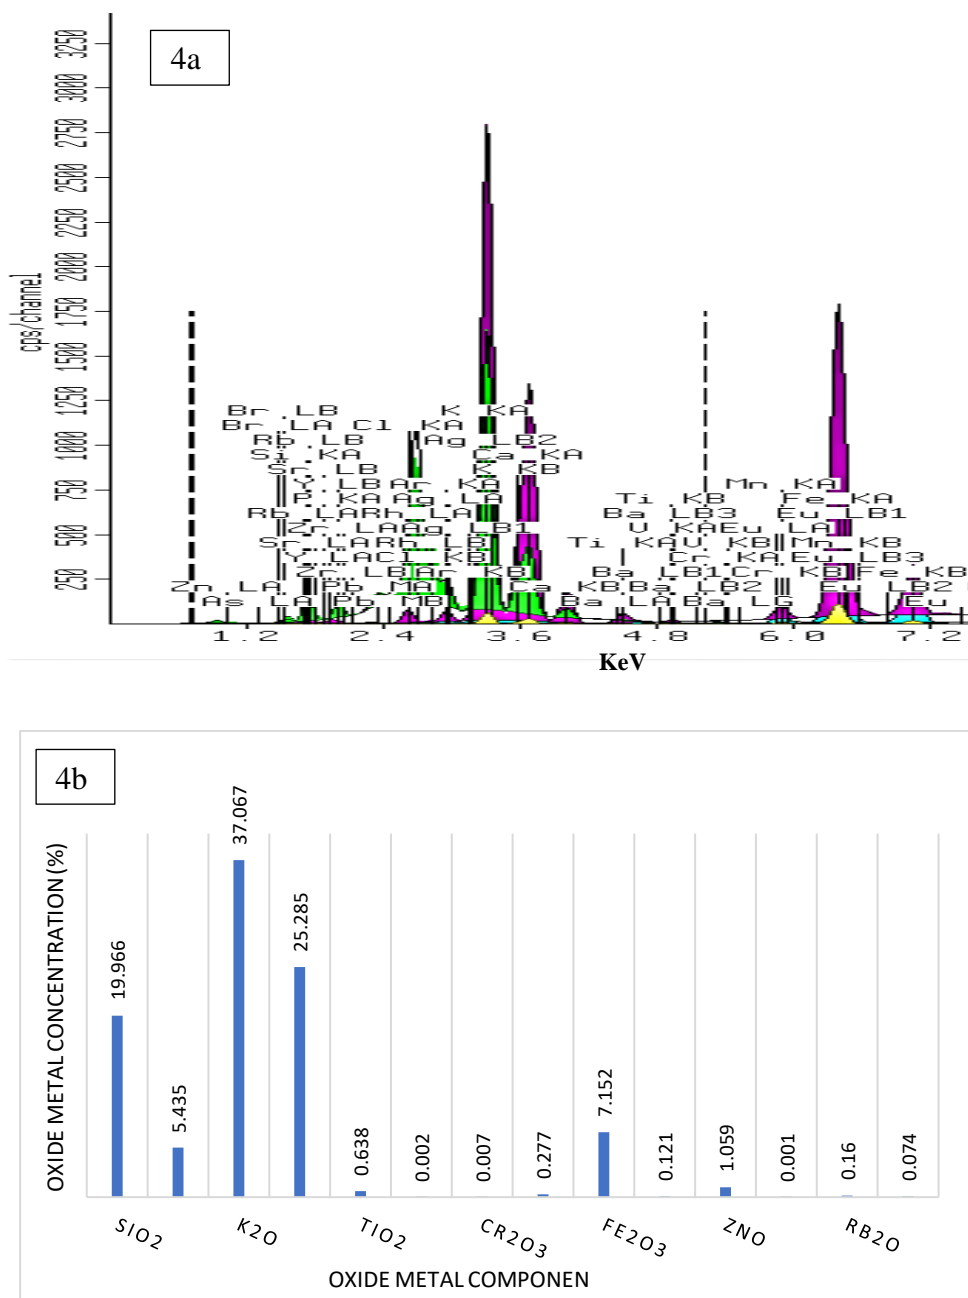 4a
3250
3000
2750
2500
2250
2000
1750
1500
1250
1000
750
500
250
cps/channel
Br LB K KA
Br LA Cl KA
Rb LB Ag LB2
Si KA Ca KA
Sr LB K KB
Y LB Ar KA Mn KA
P KA Ag LA Ti KB Fe KA
Rb LA Rh LA Ba LB3 Eu LB1
Zr LA Ag LB1 V KA Eu LA
Sr LA Rh LB1 Ti KA V KB Mn KB
Y LA Cl KB Cr KA Eu LB3
Zr LB Ar KB Ba LB1 Cr KB Fe KB
Zn LA Pb MA Ca KB Ba LB2 Eu LB2
As LA Pb MB Ba LA Ba LG Eu
1.2 2.4 3.6 4.8 6.0 7.2
KeV
4b
OXIDE METAL CONCENTRATION (%)
19.966
5.435
37.067
25.285
0.638
0.002
0.007
0.277
7.152
0.121
1.059
0.001
0.16
0.074
SIO2 K2O TIO2 CR2O3 FE2O3 ZNO RB2O
OXIDE METAL COMPONEN